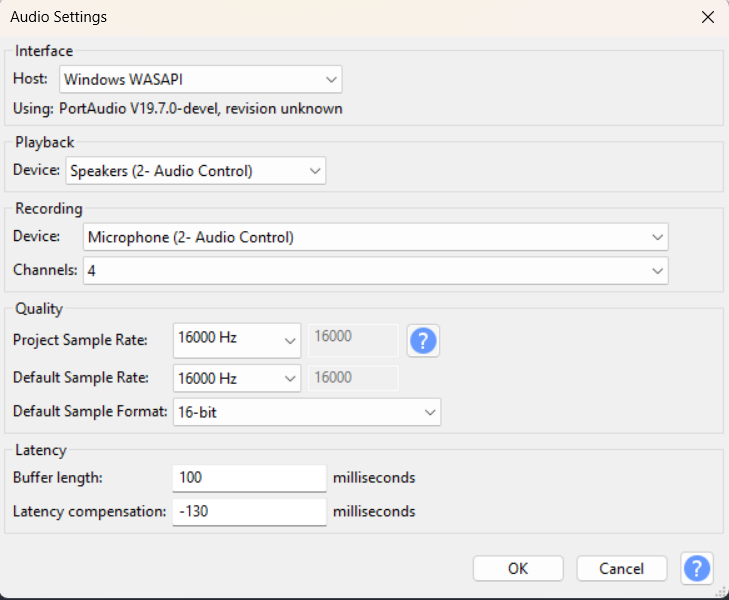 Audio Settings
Interface
Host: Windows WASAPI
Using: PortAudio V19.7.0-devel, revision unknown
Playback
Device: Speakers (2- Audio Control)
Recording
Device: Microphone (2- Audio Control)
Channels: 4
Quality
Project Sample Rate: 16000 Hz 16000 ?
Default Sample Rate: 16000 Hz 16000
Default Sample Format: 16-bit
Latency
Buffer length: 100 milliseconds
Latency compensation: -130 milliseconds
OK Cancel ?